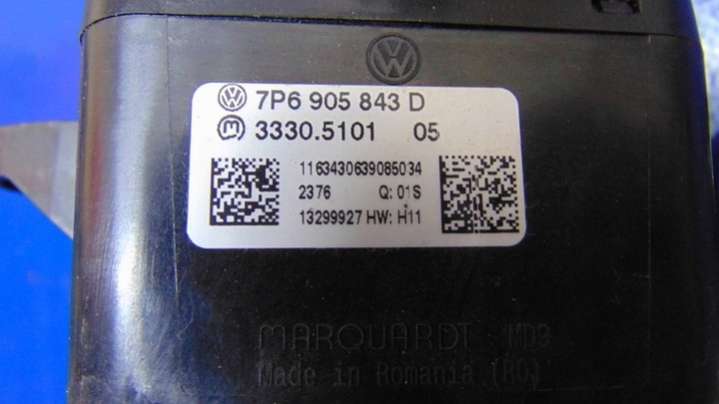 7P6 905 843 D
3330.5101 05
1163430639085034
2376 Q: 01S
13299927 HW: H11
MARQUARDT MD3
Made in Romania (RO)